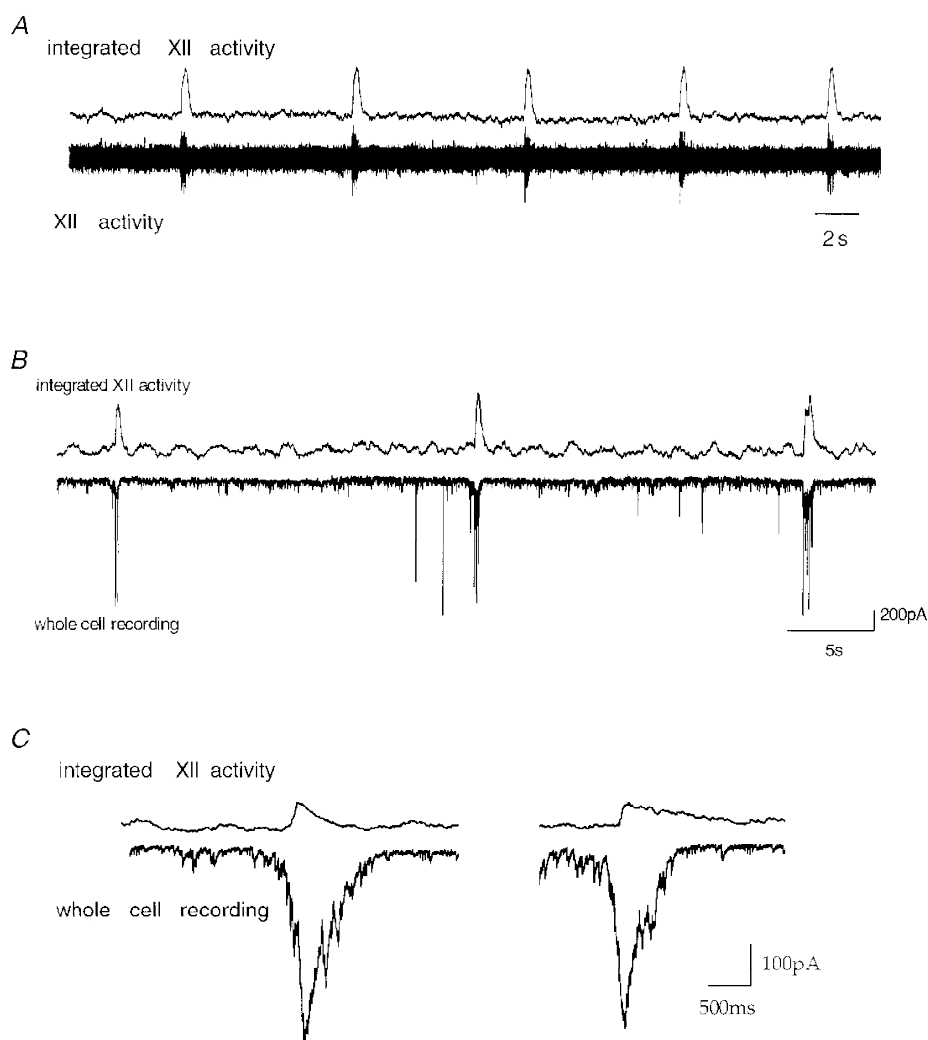 A
integrated XII activity
XII activity
2 s
B
integrated XII activity
whole cell recording
200pA
5s
C
integrated XII activity
whole cell recording
100pA
500ms